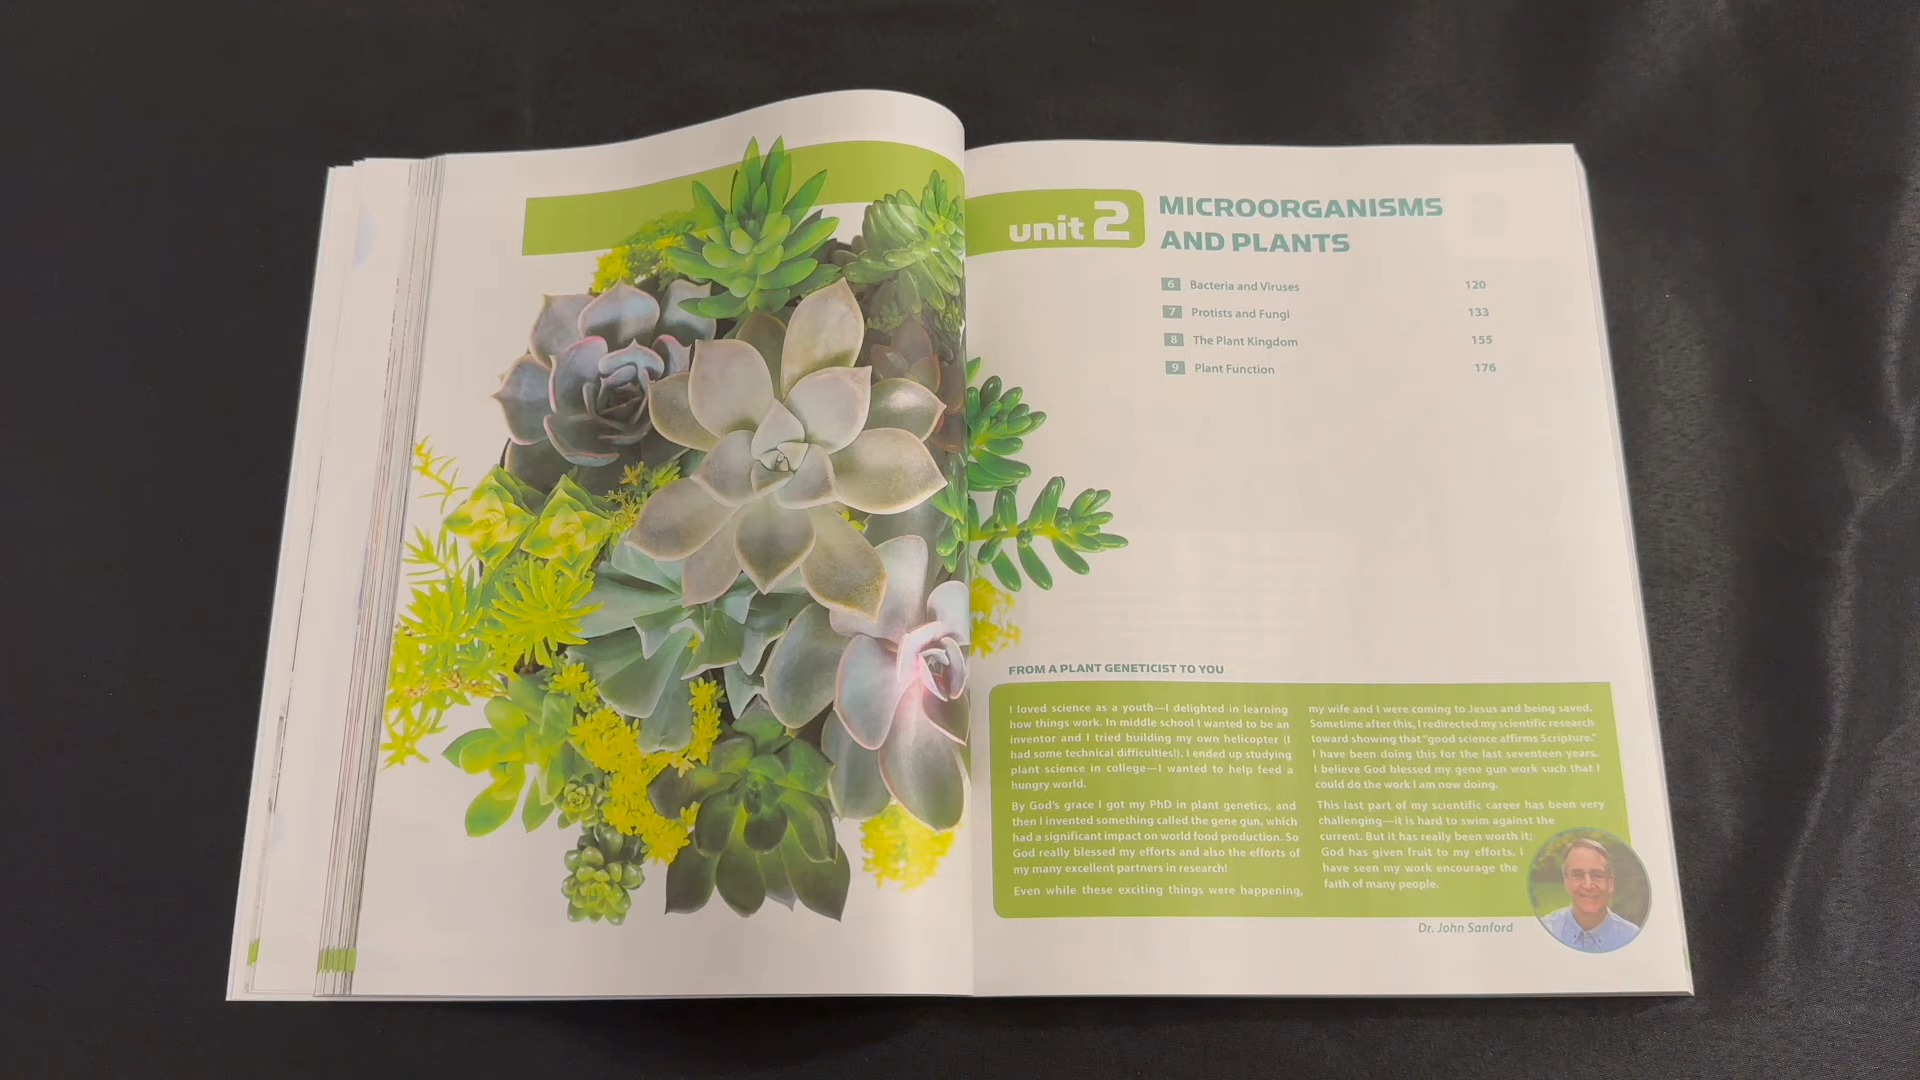 unit 2
MICROORGANISMS
AND PLANTS
6 Bacteria and Viruses 120
7 Protists and Fungi 133
8 The Plant Kingdom 155
9 Plant Function 176
FROM A PLANT GENETICIST TO YOU
I loved science as a youth—I delighted in learning
how things work. In middle school I wanted to be an
inventor and I tried building my own helicopter (I
had some technical difficulties!). I ended up studying
plant science in college—I wanted to help feed a
hungry world.
By God's grace I got my PhD in plant genetics, and
then I invented something called the gene gun, which
had a significant impact on world food production. So
God really blessed my efforts and also the efforts of
my many excellent partners in research!
Even while these exciting things were happening,
my wife and I were coming to Jesus and being saved.
Sometime after this, I redirected my scientific research
toward showing that "good science affirms Scripture."
I have been doing this for the last seventeen years.
I believe God blessed my gene gun work such that I
could do the work I am now doing.
This last part of my scientific career has been very
challenging—it is hard to swim against the
current. But it has really been worth it;
God has given fruit to my efforts. I
have seen my work encourage the
faith of many people.
Dr. John Sanford